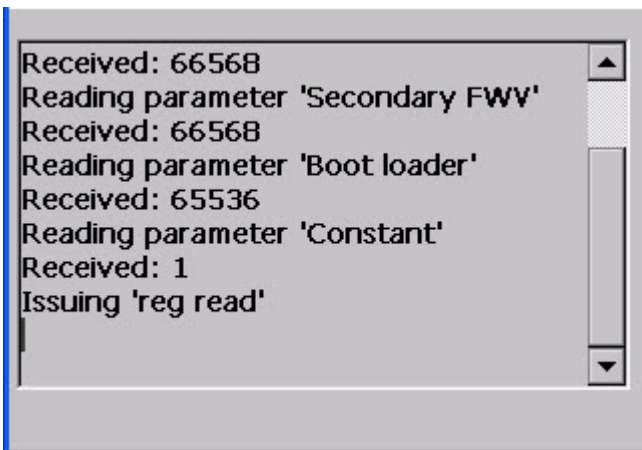 Received: 66568
Reading parameter 'Secondary FWV'
Received: 66568
Reading parameter 'Boot loader'
Received: 65536
Reading parameter 'Constant'
Received: 1
Issuing 'reg read'